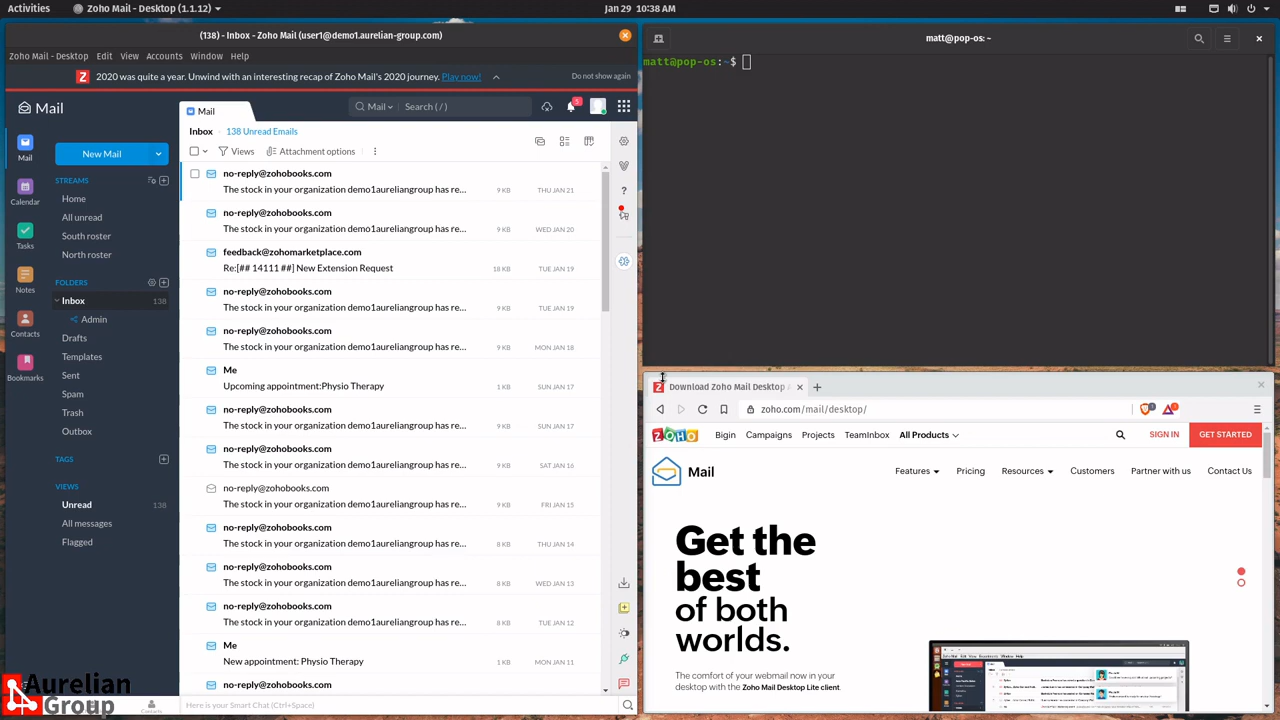 Activities
Zoho Mail - Desktop (1.1.12)
Jan 29 10:38 AM
(138) - Inbox - Zoho Mail (user1@demo1.aurelian-group.com)
Zoho Mail - Desktop Edit View Accounts Window Help
2020 was quite a year. Unwind with an interesting recap of Zoho Mail's 2020 journey. Play now!
Do not show again
Mail
Mail
Mail
Search ( / )
5
Mail
Calendar
Tasks
Notes
Contacts
Bookmarks
New Mail
STREAMS
Home
All unread
South roster
North roster
FOLDERS
Inbox 138
Admin
Drafts
Templates
Sent
Spam
Trash
Outbox
TAGS
VIEWS
Unread 138
All messages
Flagged
Inbox 138 Unread Emails
Views Attachment options
no-reply@zohobooks.com
The stock in your organization demo1aureliangroup has re... 9 KB THU JAN 21
no-reply@zohobooks.com
The stock in your organization demo1aureliangroup has re... 9 KB WED JAN 20
feedback@zohomarketplace.com
Re:[## 14111 ##] New Extension Request 18 KB TUE JAN 19
no-reply@zohobooks.com
The stock in your organization demo1aureliangroup has re... 9 KB TUE JAN 19
no-reply@zohobooks.com
The stock in your organization demo1aureliangroup has re... 9 KB MON JAN 18
Me
Upcoming appointment:Physio Therapy 1 KB SUN JAN 17
no-reply@zohobooks.com
The stock in your organization demo1aureliangroup has re... 9 KB SUN JAN 17
no-reply@zohobooks.com
The stock in your organization demo1aureliangroup has re... 9 KB SAT JAN 16
no-reply@zohobooks.com
The stock in your organization demo1aureliangroup has re... 9 KB FRI JAN 15
no-reply@zohobooks.com
The stock in your organization demo1aureliangroup has re... 8 KB THU JAN 14
no-reply@zohobooks.com
The stock in your organization demo1aureliangroup has re... 8 KB WED JAN 13
no-reply@zohobooks.com
The stock in your organization demo1aureliangroup has re... 8 KB TUE JAN 12
Me
New appointment: Physio Therapy 1 KB MON JAN 11
no-reply@zohobooks.com
Here is your Smart Chat (Ctrl+Space)
Contacts
Aurelian
Group
matt@pop-os: ~
matt@pop-os:~$
Download Zoho Mail Desktop
zoho.com/mail/desktop/
ZOHO Bigin Campaigns Projects TeamInbox All Products SIGN IN GET STARTED
Mail Features Pricing Resources Customers Partner with us Contact Us
Get the
best
of both
worlds.
The comfort of your webmail now in your
desktop with the Zoho Mail Desktop Lite client.